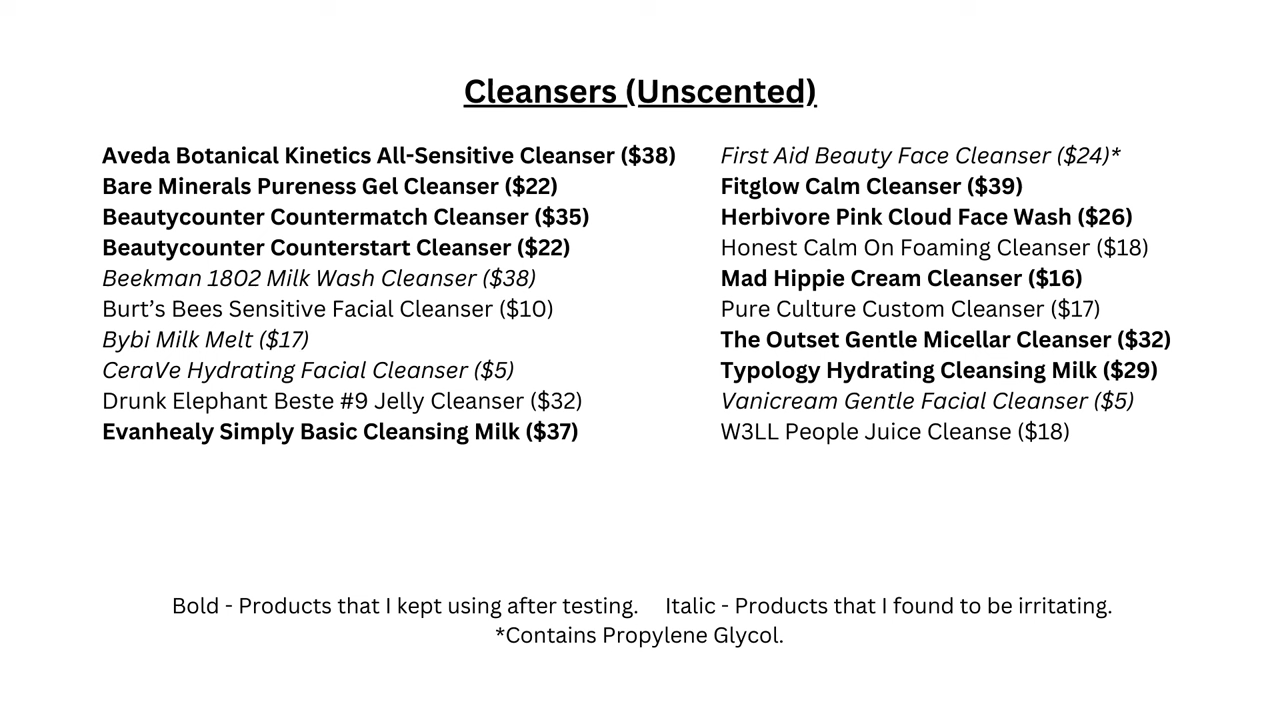 Cleansers (Unscented)
Aveda Botanical Kinetics All-Sensitive Cleanser ($38)
Bare Minerals Pureness Gel Cleanser ($22)
Beautycounter Countermatch Cleanser ($35)
Beautycounter Counterstart Cleanser ($22)
Beekman 1802 Milk Wash Cleanser ($38)
Burt’s Bees Sensitive Facial Cleanser ($10)
Bybi Milk Melt ($17)
CeraVe Hydrating Facial Cleanser ($5)
Drunk Elephant Beste #9 Jelly Cleanser ($32)
Evanhealy Simply Basic Cleansing Milk ($37)
First Aid Beauty Face Cleanser ($24)*
Fitglow Calm Cleanser ($39)
Herbivore Pink Cloud Face Wash ($26)
Honest Calm On Foaming Cleanser ($18)
Mad Hippie Cream Cleanser ($16)
Pure Culture Custom Cleanser ($17)
The Outset Gentle Micellar Cleanser ($32)
Typology Hydrating Cleansing Milk ($29)
Vanicream Gentle Facial Cleanser ($5)
W3LL People Juice Cleanse ($18)
Bold - Products that I kept using after testing. Italic - Products that I found to be irritating.
*Contains Propylene Glycol.